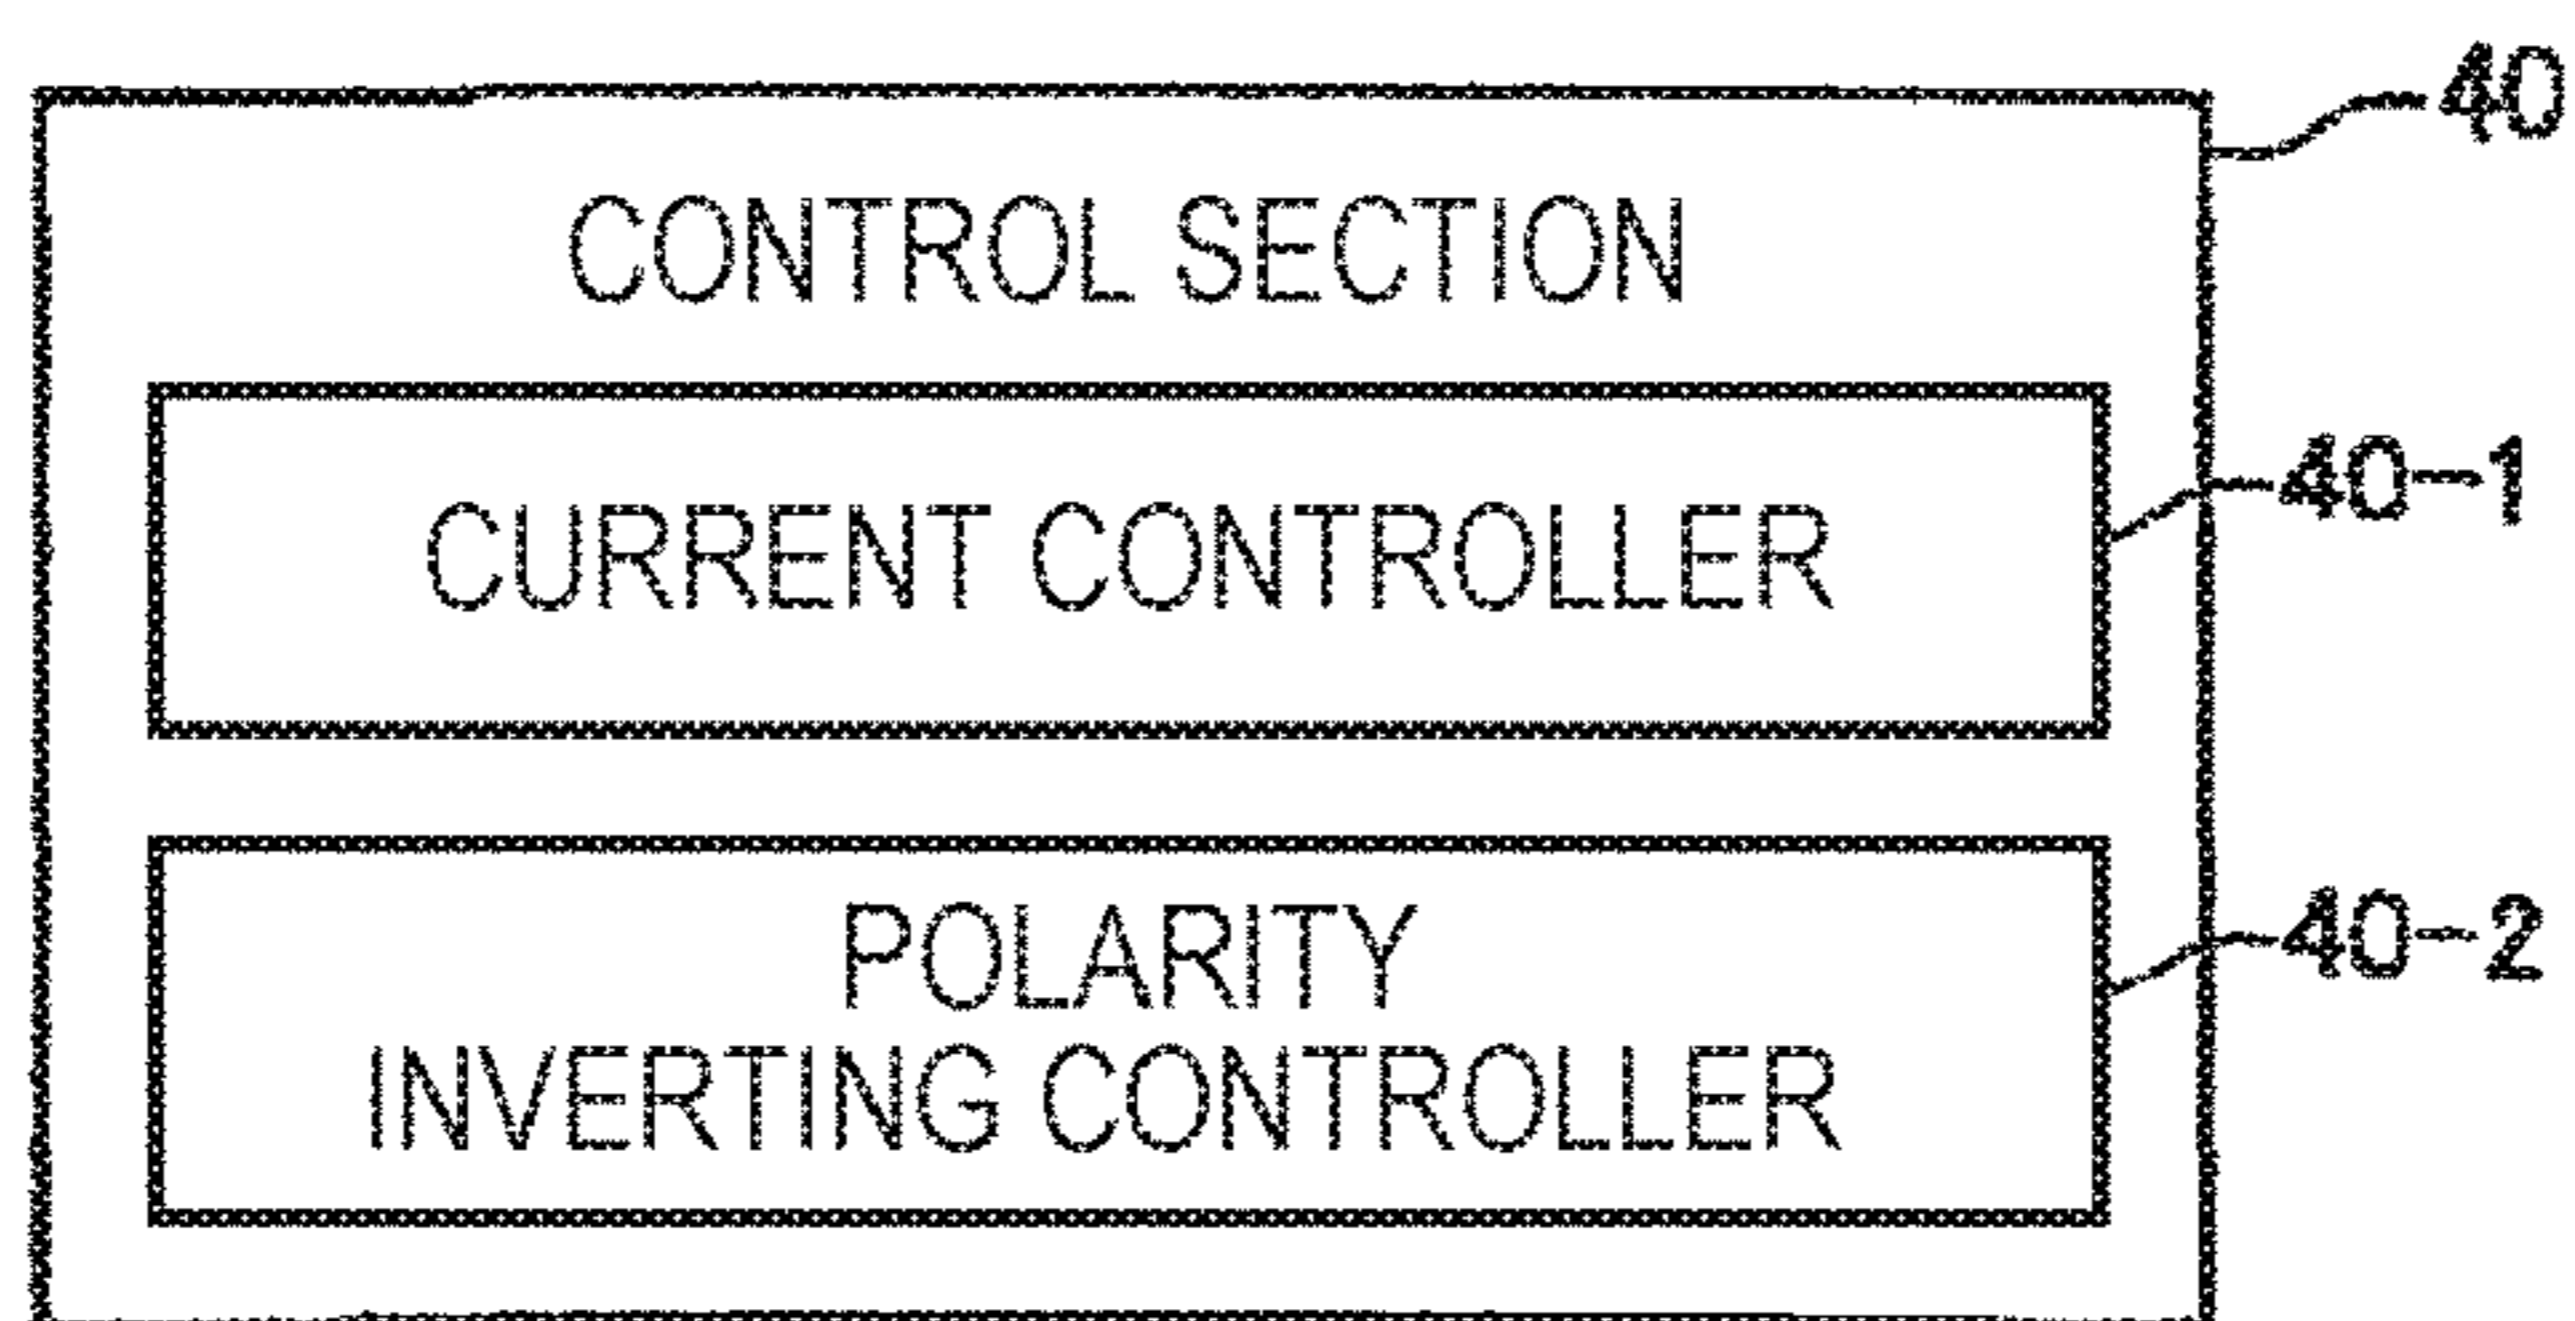 40
CONTROL SECTION
40-1
CURRENT CONTROLLER
40-2
POLARITY
INVERTING CONTROLLER